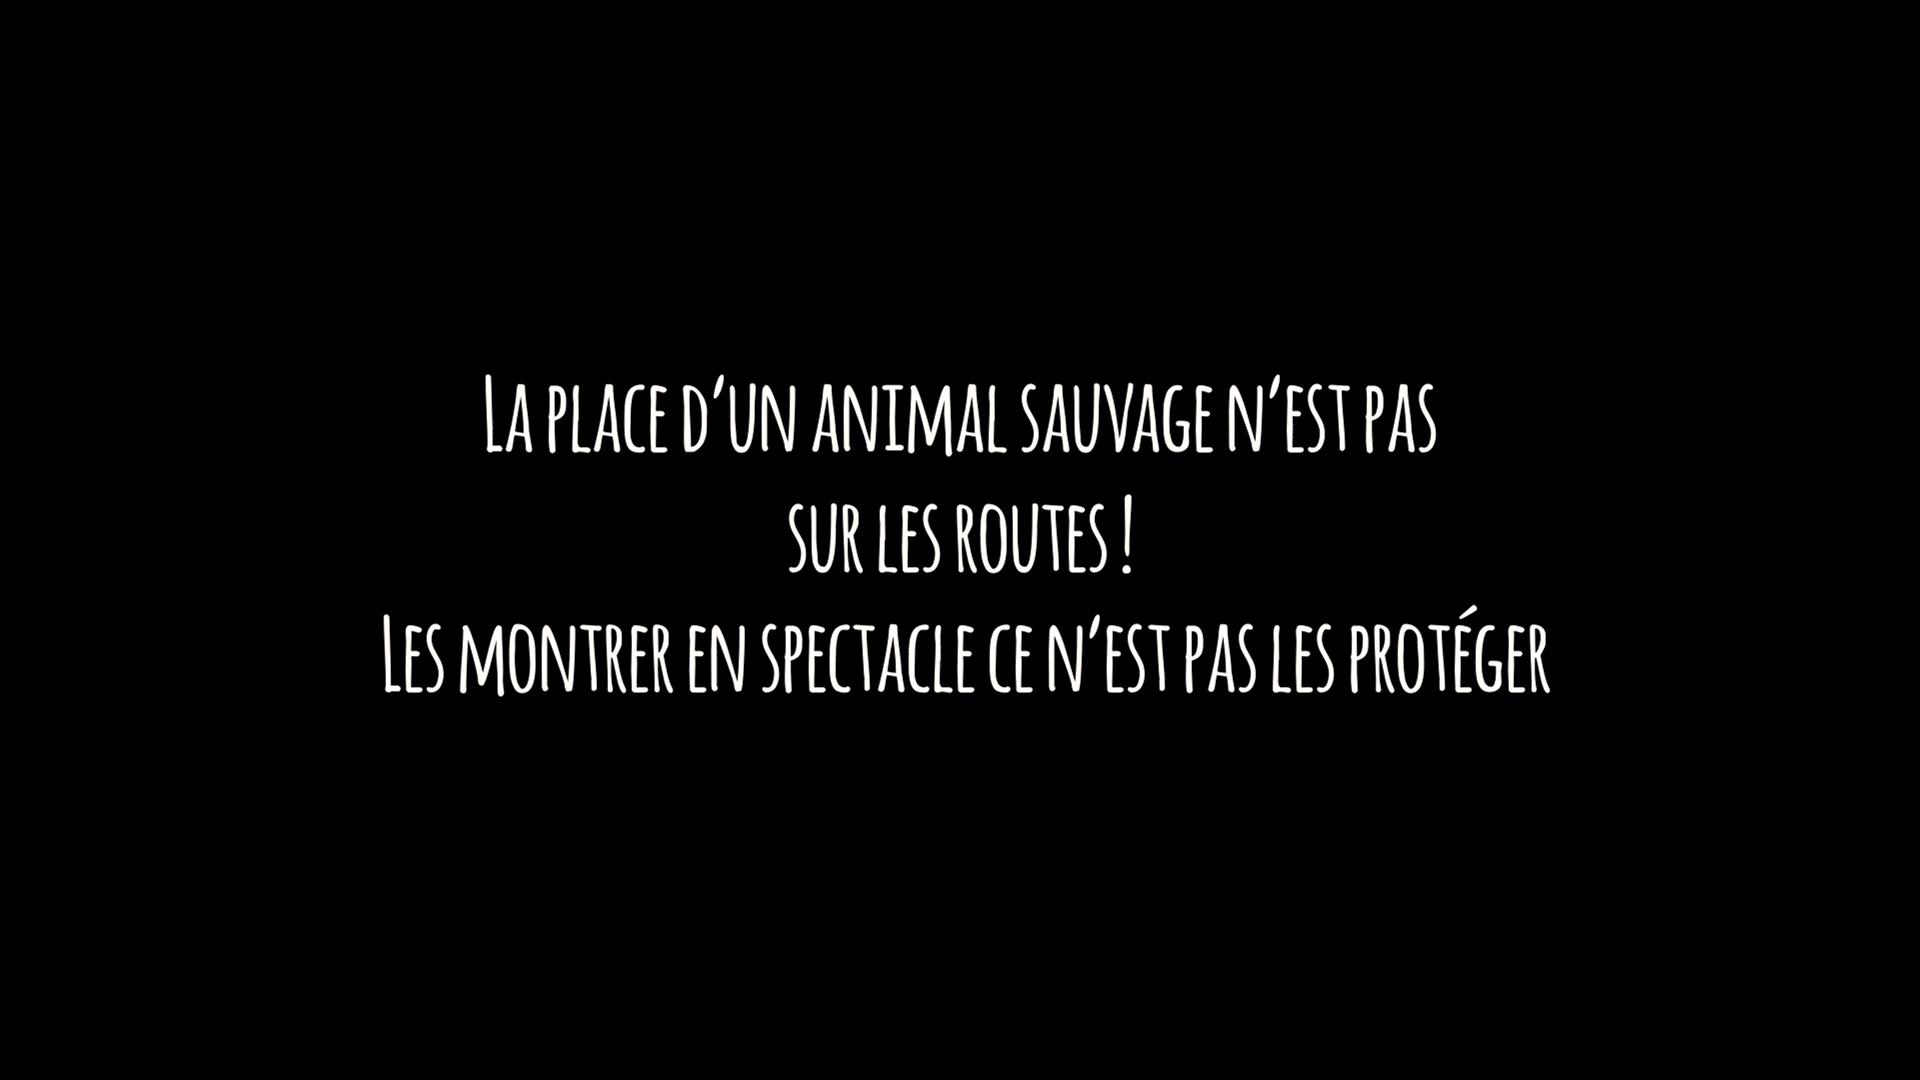 La place d’un animal sauvage n’est pas
sur les routes !
Les montrer en spectacle ce n’est pas les protéger